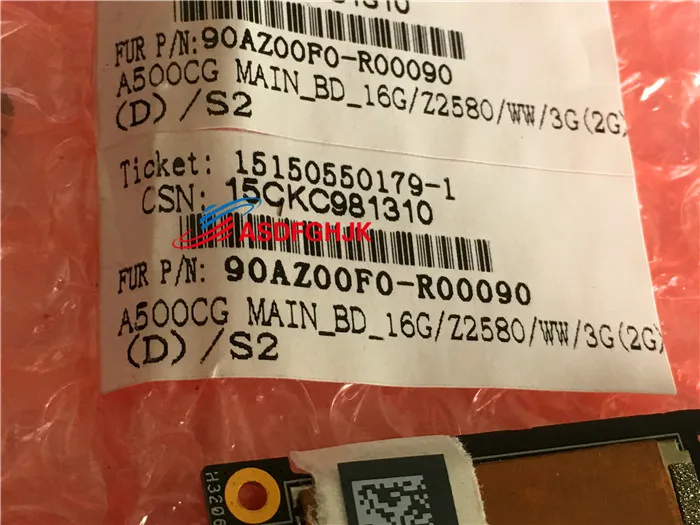 FUR P/N: 90AZ00F0-R00090
A500CG MAIN_BD_16G/Z2580/WW/3G(2G)
(D)/S2
Ticket: 15150550179-1
CSN: 15CKC981310
ASDFGHJK
FUR P/N: 90AZ00F0-R00090
A500CG MAIN_BD_16G/Z2580/WW/3G(2G)
(D)/S2
H3206